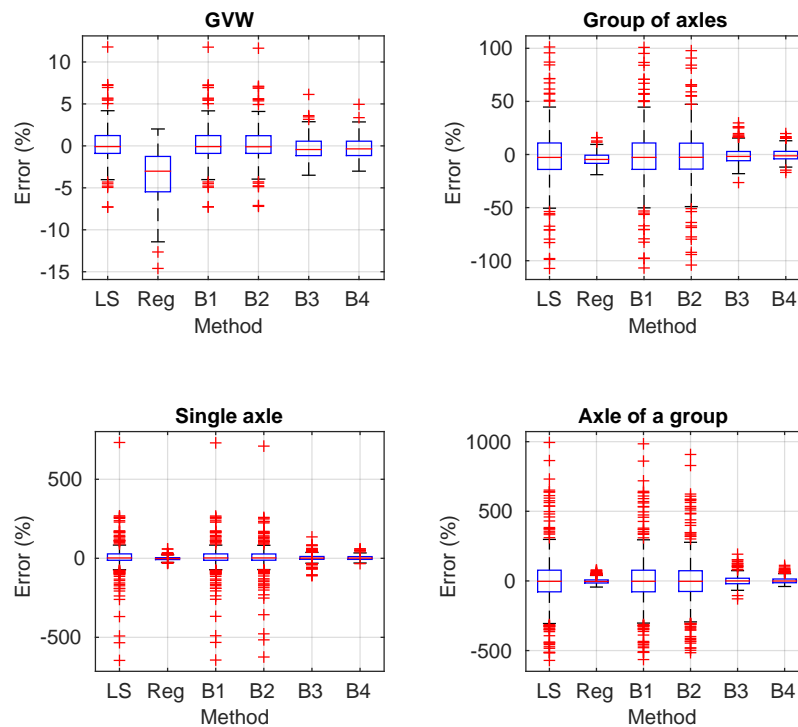 GVW
Error (%)
10
5
0
-5
-10
-15
LS Reg B1 B2 B3 B4
Method
Group of axles
Error (%)
100
50
0
-50
-100
LS Reg B1 B2 B3 B4
Method
Single axle
Error (%)
500
0
-500
LS Reg B1 B2 B3 B4
Method
Axle of a group
Error (%)
1000
500
0
-500
LS Reg B1 B2 B3 B4
Method